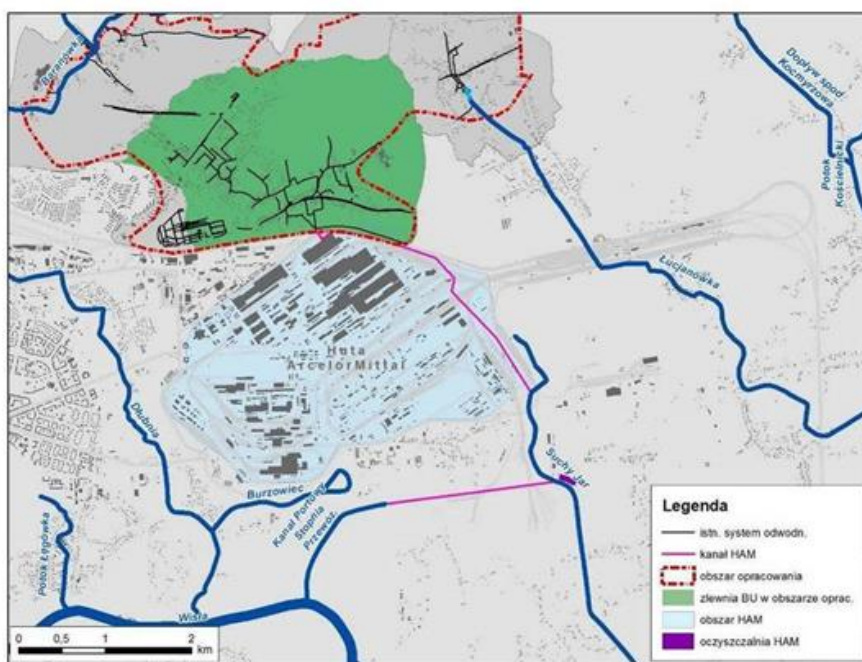 Baranówka
Dopływ spod
Kocmyrzowa
Potok
Kościelnicki
Łucjanówka
Huta
ArcelorMittal
Dłubnia
Suchy Jar
Burzowiec
Kanał Portowy
Stopnia
Przewóz.
Potok Łęgówka
Wisła
Legenda
istn. system odwodn.
kanał HAM
obszar opracowania
zlewnia BU w obszarze oprac.
obszar HAM
oczyszczalnia HAM
0 0,5 1 2
km